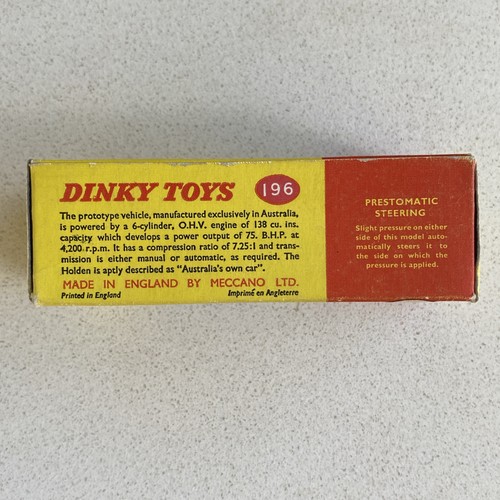 DINKY TOYS 196
The prototype vehicle, manufactured exclusively in Australia,
is powered by a 6-cylinder, O.H.V. engine of 138 cu. ins.
capacity which develops a power output of 75. B.H.P. at
4,200 r.p.m. It has a compression ratio of 7.25:1 and trans-
mission is either manual or automatic, as required. The
Holden is aptly described as "Australia's own car".
MADE IN ENGLAND BY MECCANO LTD.
Printed in England Imprimé en Angleterre
PRESTOMATIC
STEERING
Slight pressure on either
side of this model auto-
matically steers it to
the side on which the
pressure is applied.